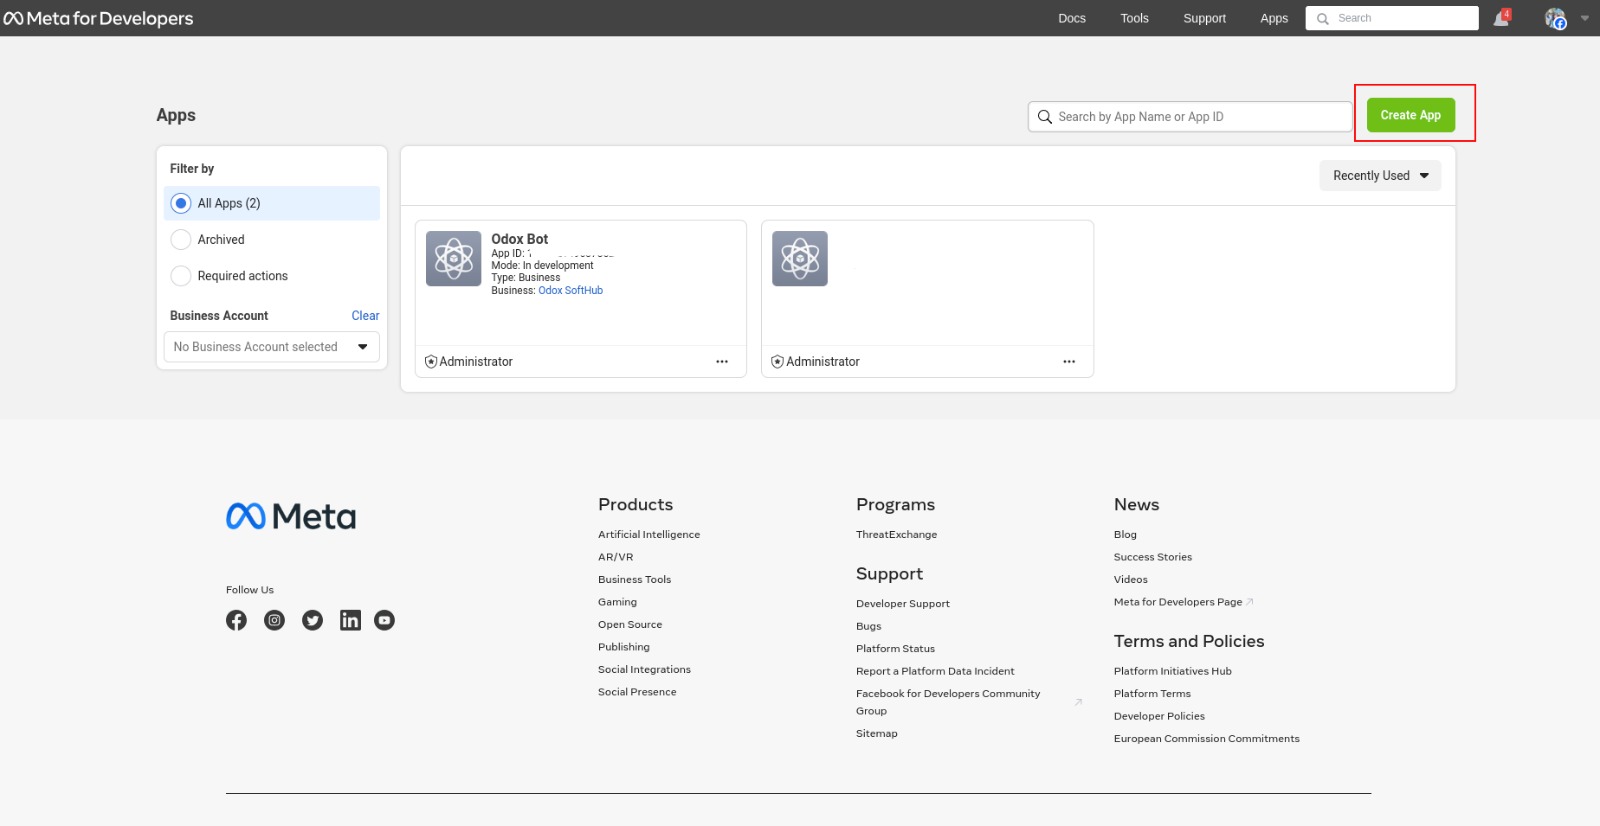 Meta for Developers
Docs
Tools
Support
Apps
Search
4
Apps
Search by App Name or App ID
Create App
Filter by
All Apps (2)
Archived
Required actions
Business Account
Clear
No Business Account selected
Recently Used
Odox Bot
App ID:
Mode: In development
Type: Business
Business: Odox SoftHub
Administrator
Administrator
Meta
Follow Us
Products
Artificial Intelligence
AR/VR
Business Tools
Gaming
Open Source
Publishing
Social Integrations
Social Presence
Programs
ThreatExchange
Support
Developer Support
Bugs
Platform Status
Report a Platform Data Incident
Facebook for Developers Community
Group
Sitemap
News
Blog
Success Stories
Videos
Meta for Developers Page
Terms and Policies
Platform Initiatives Hub
Platform Terms
Developer Policies
European Commission Commitments